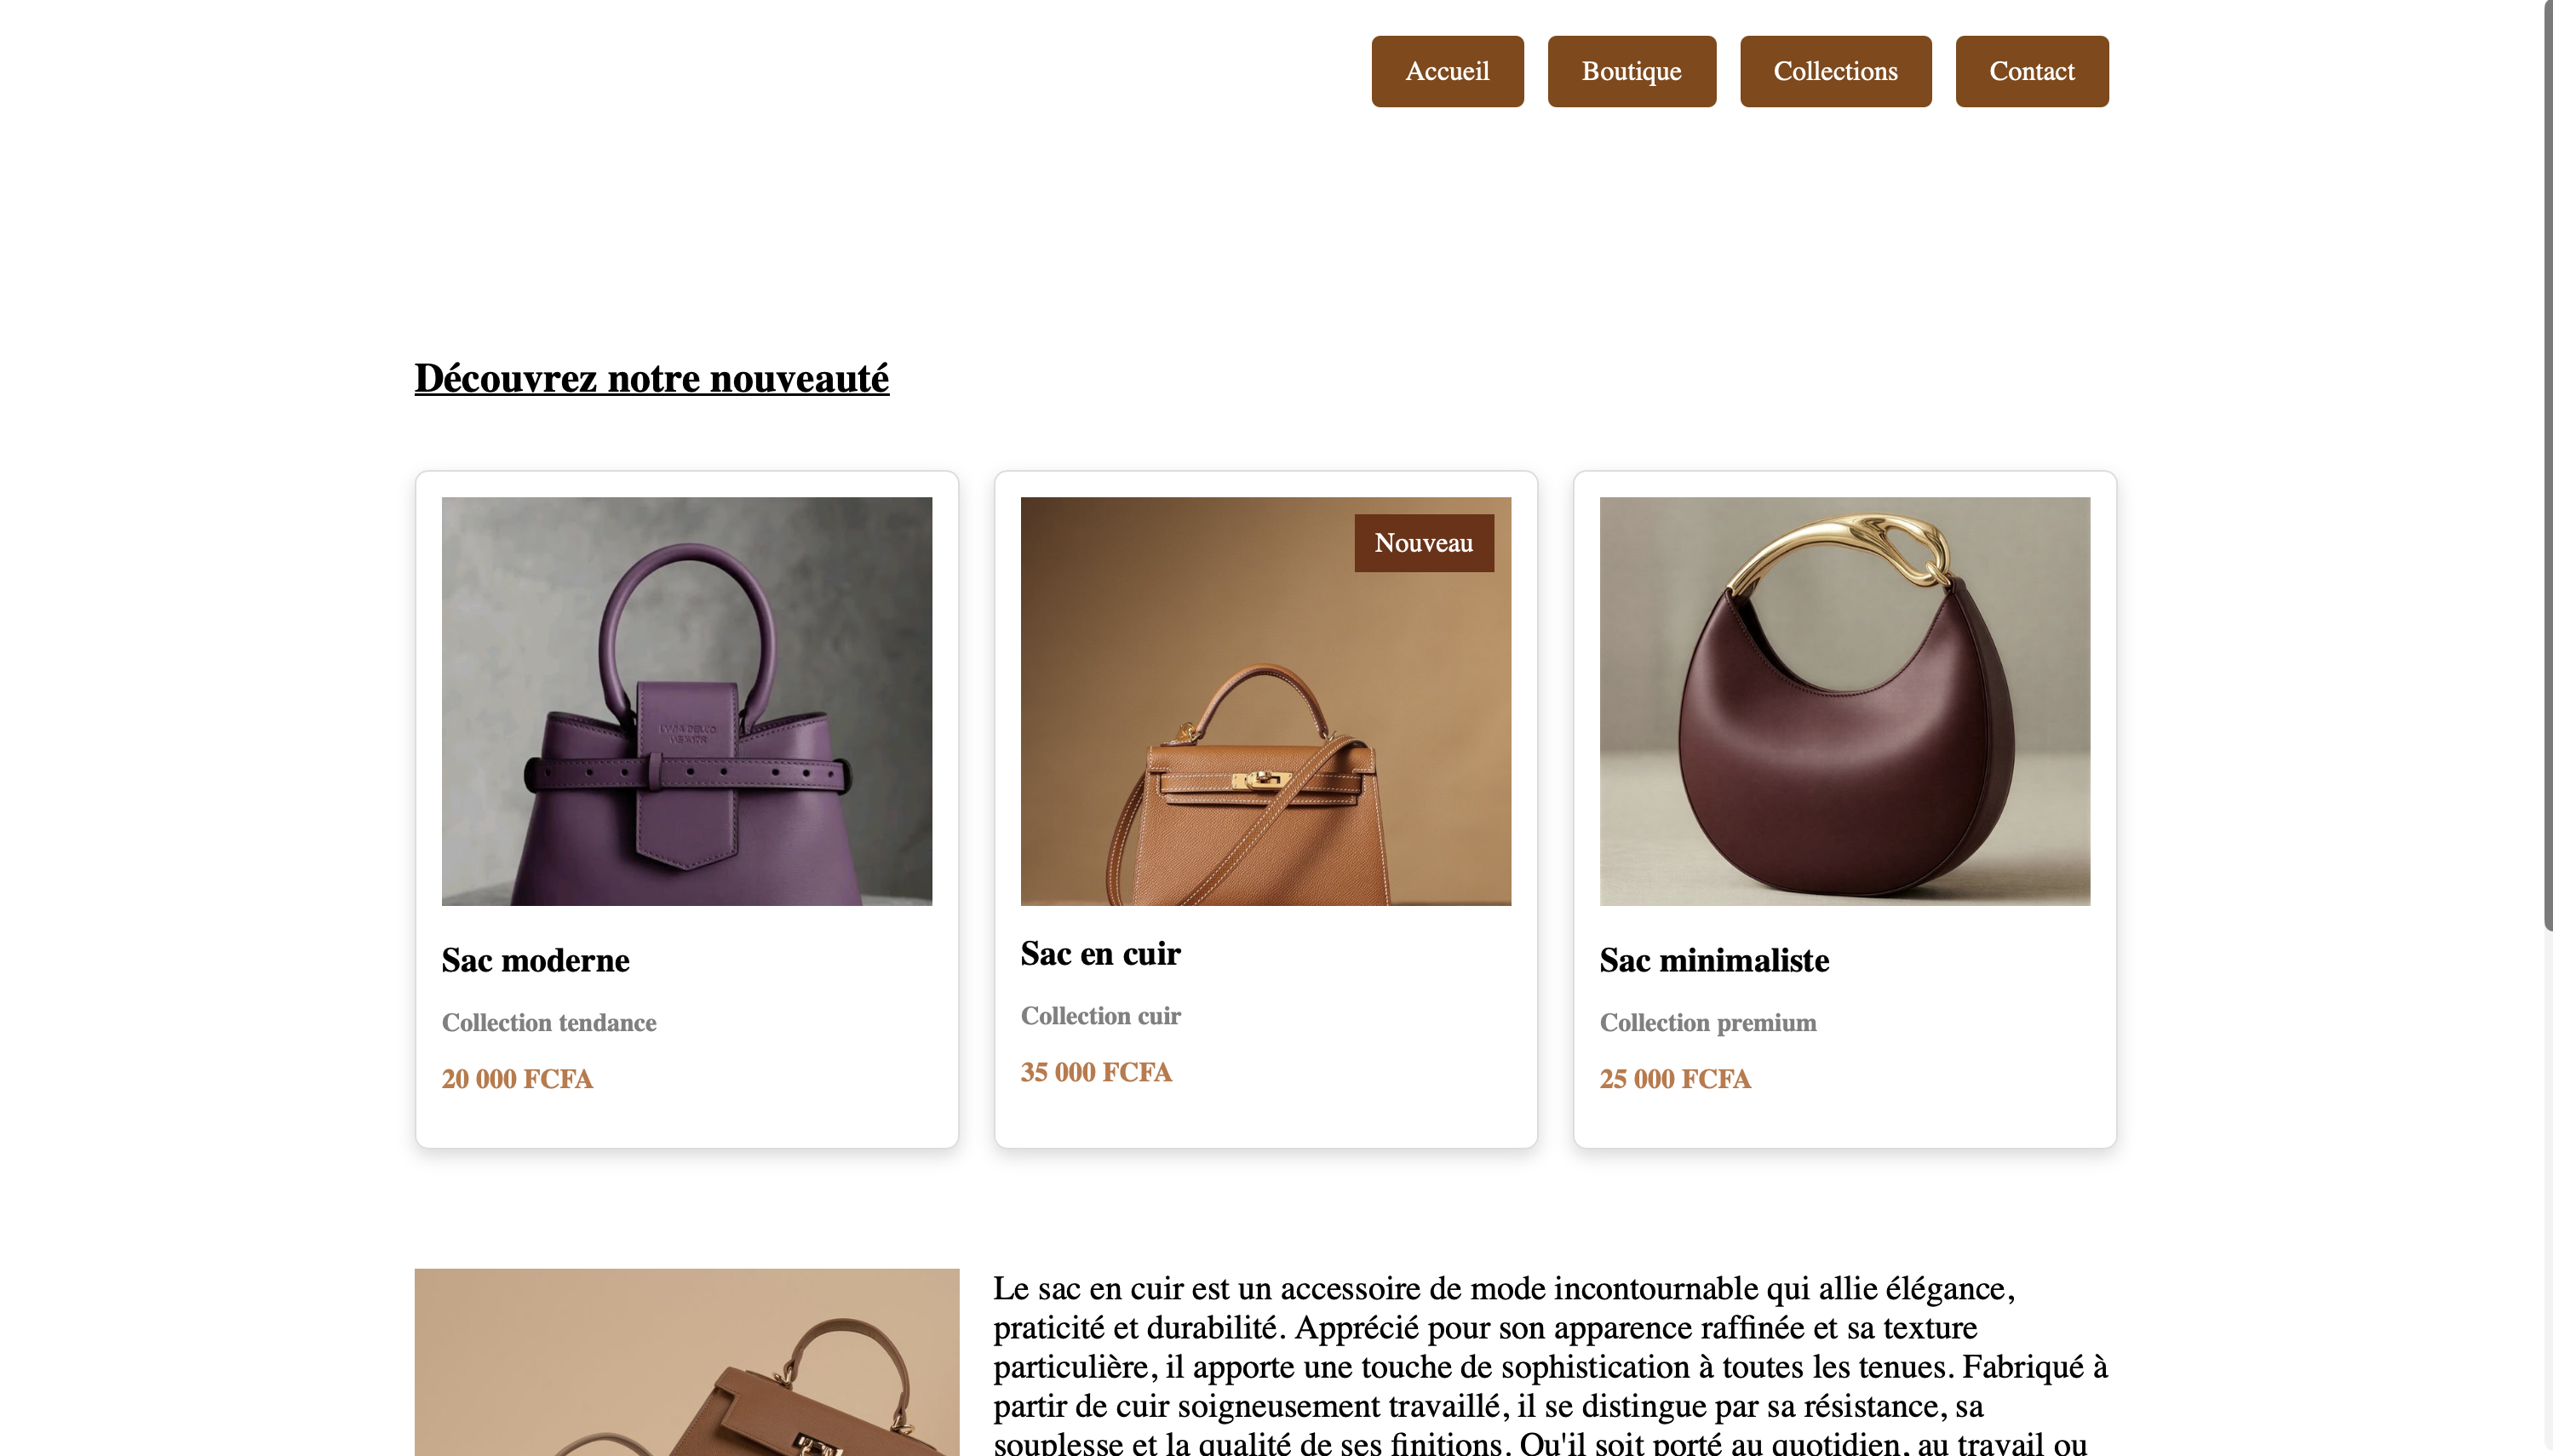 Accueil
Boutique
Collections
Contact
Découvrez notre nouveauté
Nouveau
Sac moderne
Collection tendance
20 000 FCFA
Sac en cuir
Collection cuir
35 000 FCFA
Sac minimaliste
Collection premium
25 000 FCFA
Le sac en cuir est un accessoire de mode incontournable qui allie élégance,
praticité et durabilité. Apprécié pour son apparence raffinée et sa texture
particulière, il apporte une touche de sophistication à toutes les tenues. Fabriqué à
partir de cuir soigneusement travaillé, il se distingue par sa résistance, sa
souplesse et la qualité de ses finitions. Qu'il soit porté au quotidien, au travail ou